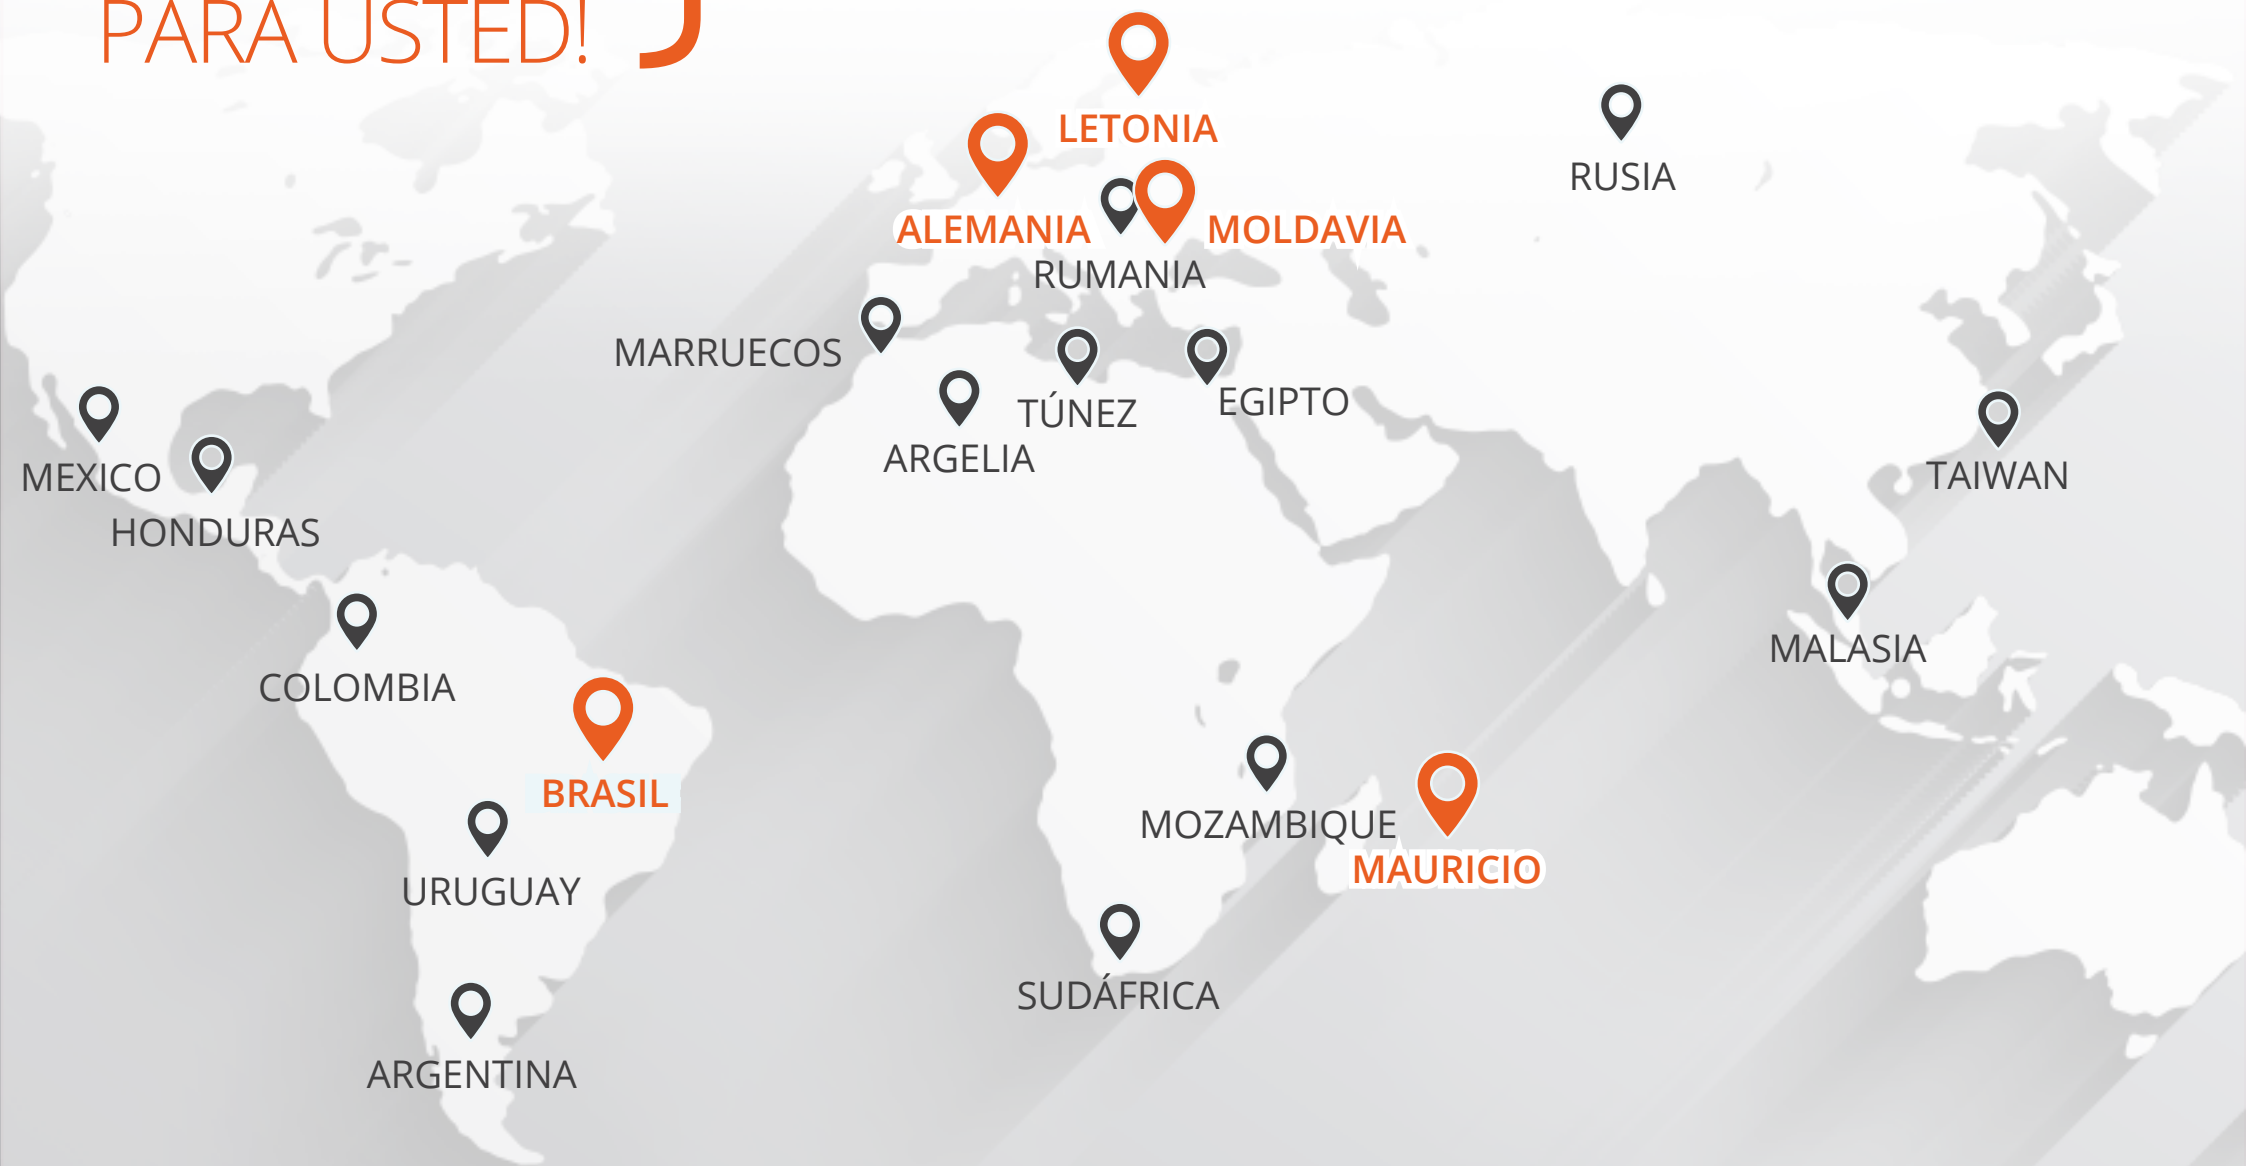 PARA USTED!
LETONIA
RUSIA
ALEMANIA
MOLDAVIA
RUMANIA
MARRUECOS
EGIPTO
TÚNEZ
ARGELIA
MEXICO
TAIWAN
HONDURAS
MALASIA
COLOMBIA
BRASIL
MOZAMBIQUE
MAURICIO
URUGUAY
SUDÁFRICA
ARGENTINA